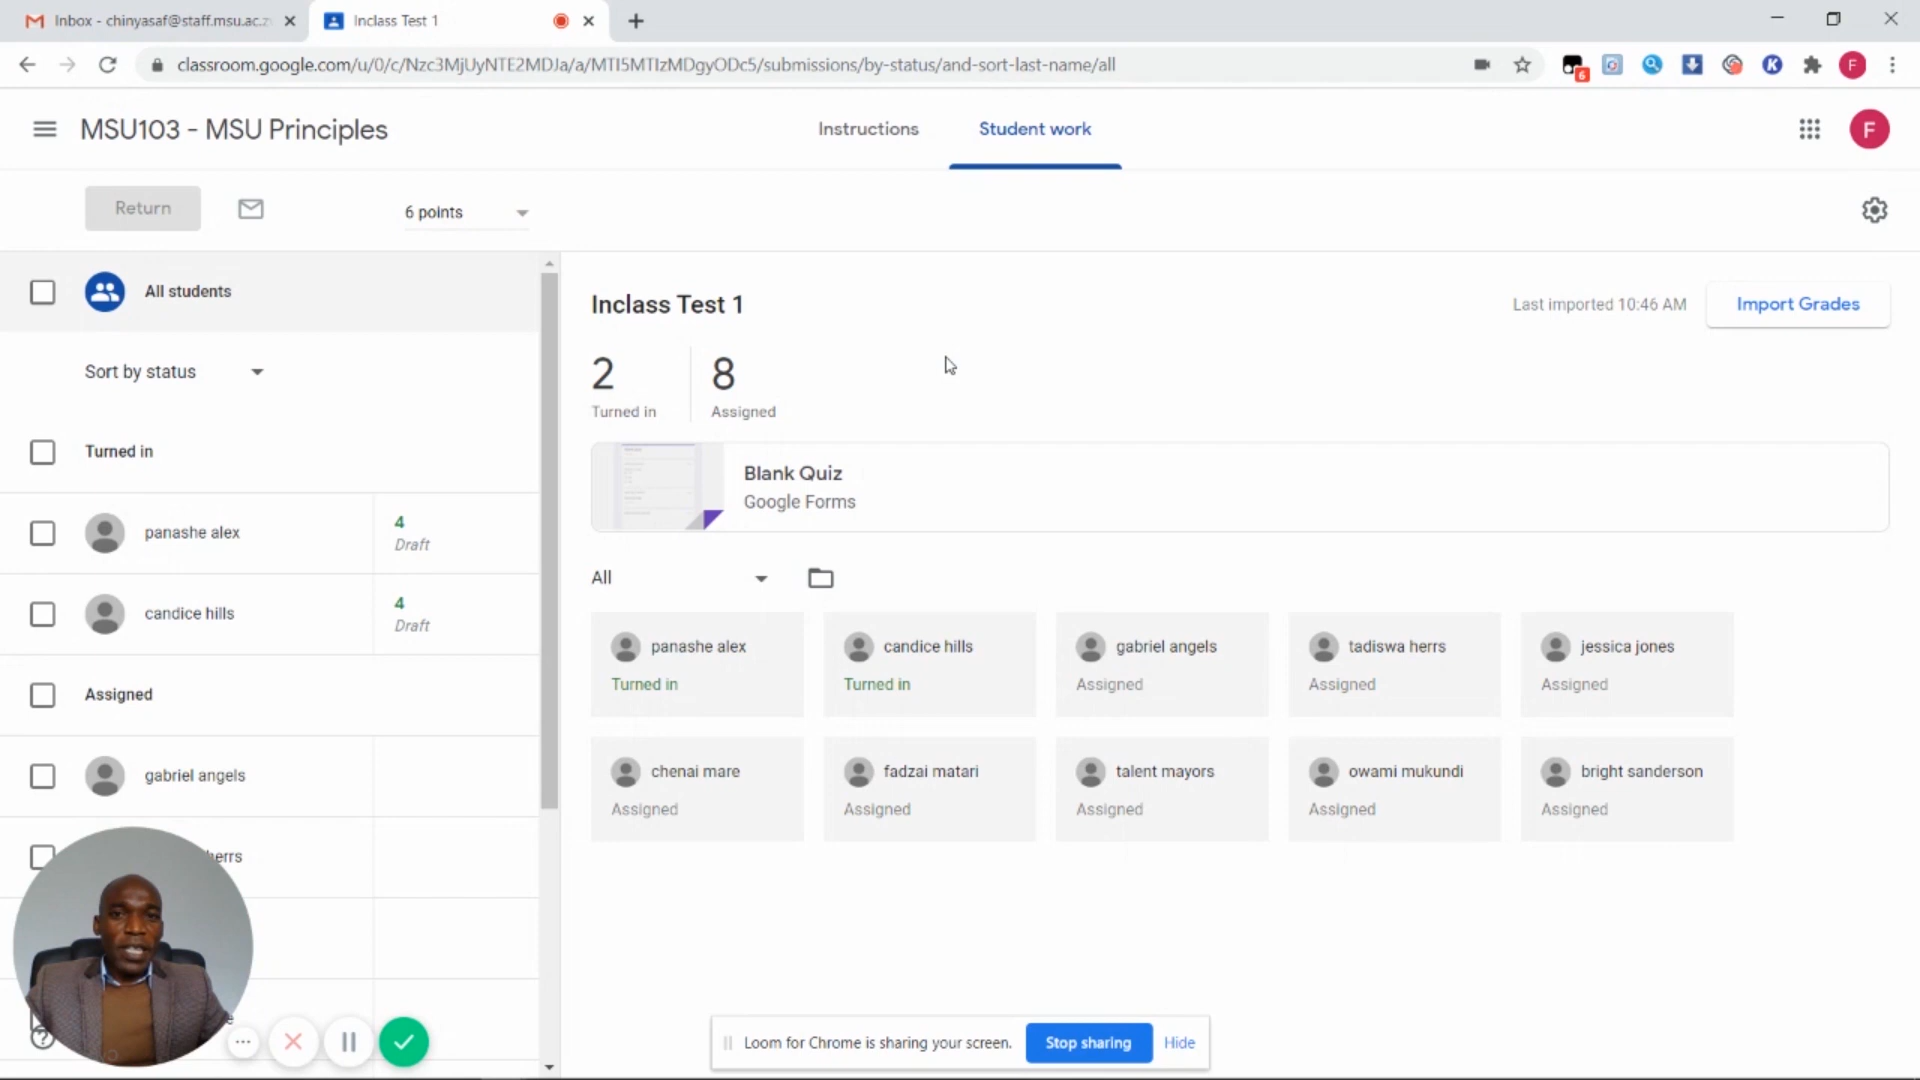 Inbox - chinyasaf@staff.msu.ac.z
Inclass Test 1
classroom.google.com/u/0/c/Nzc3MjUyNTE2MDJa/a/MTI5MTIzMDgyODc5/submissions/by-status/and-sort-last-name/all
6
K
F
MSU103 - MSU Principles
Instructions
Student work
F
Return
6 points
All students
Sort by status
Turned in
panashe alex
4
Draft
candice hills
4
Draft
Assigned
gabriel angels
herrs
e
Inclass Test 1
Last imported 10:46 AM
Import Grades
2
8
Turned in
Assigned
Blank Quiz
Google Forms
All
panashe alex
candice hills
gabriel angels
tadiswa herrs
jessica jones
Turned in
Turned in
Assigned
Assigned
Assigned
chenai mare
fadzai matari
talent mayors
owami mukundi
bright sanderson
Assigned
Assigned
Assigned
Assigned
Assigned
Loom for Chrome is sharing your screen.
Stop sharing
Hide